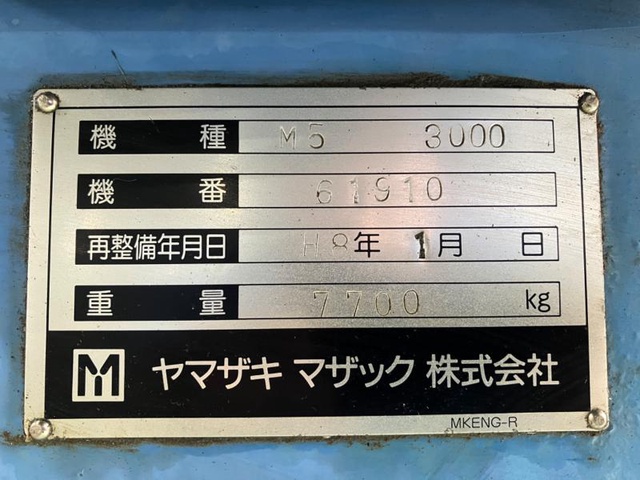 機種 M5 3000
機番 61910
再整備年月日 H8年 1月 日
重量 7700 kg
M ヤマザキ マザック 株式会社
MKENG-R